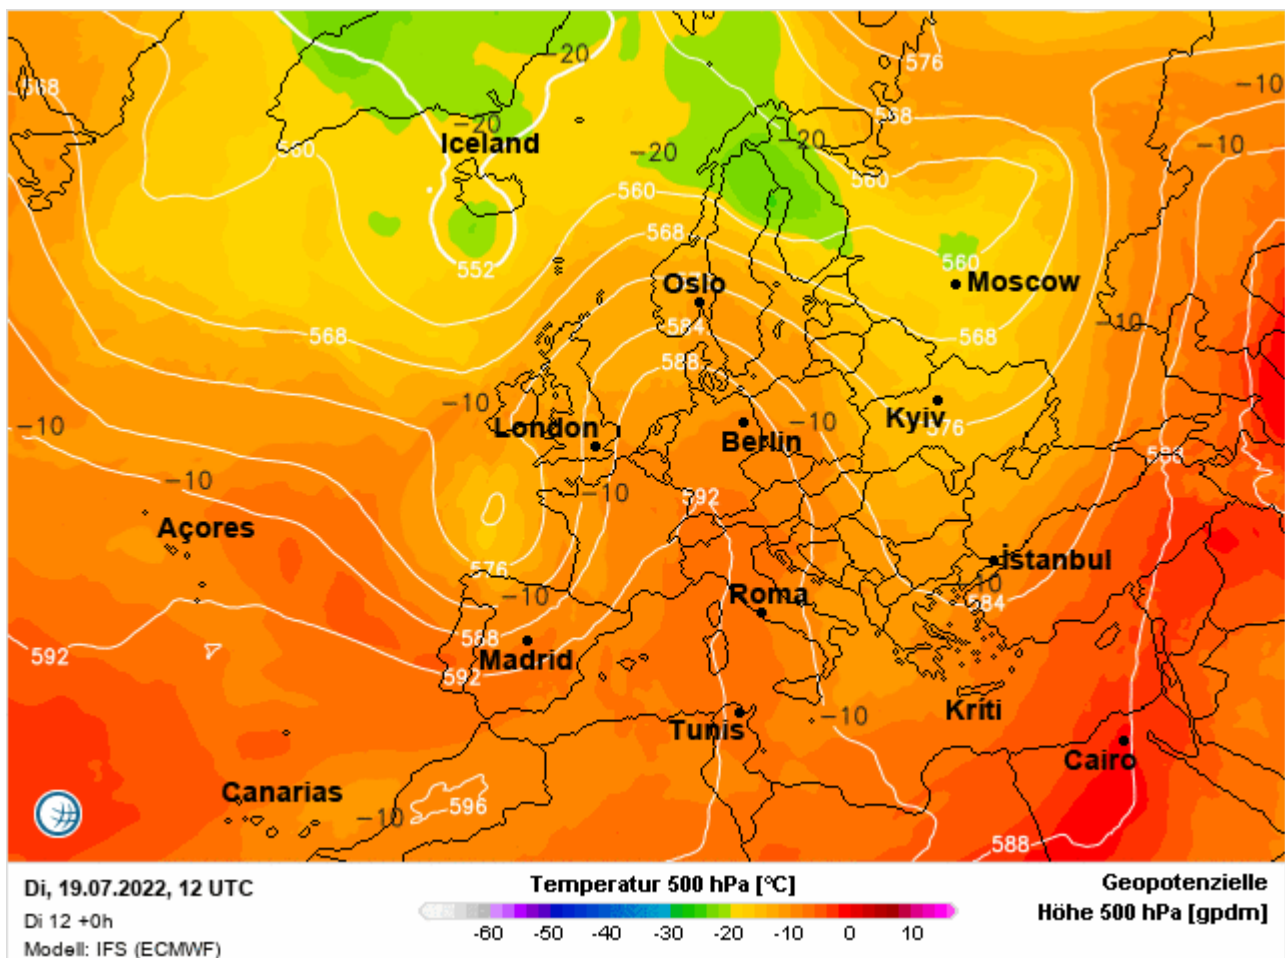 -20
576
568
-10
-20
568
Iceland
560
-20
-20
-10
560
560
568
560
552
Oslo
Moscow
584
-10
568
568
588
-10
-10
London
Berlin
Kyiv
576
-10
588
-10
-10
592
Açores
576
-10
İstanbul
-10
Roma
584
588
592
Madrid
592
Kríti
-10
Tunis
Cairo
Canarias
596
-10
588
Di, 19.07.2022, 12 UTC
Di 12 +0h
Modell: IFS (ECMWF)
Temperatur 500 hPa [°C]
-60 -50 -40 -30 -20 -10 0 10
Geopotenzielle
Höhe 500 hPa [gpdm]